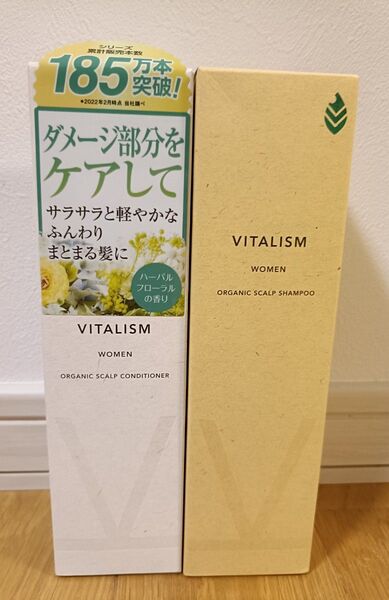 シリーズ
累計販売本数
185万本
突破!
*2022年2月時点 当社調べ
ダメージ部分を
ケアして
サラサラと軽やかな
ふんわり
まとまる髪に
ハーバル
フローラル
の香り
VITALISM
WOMEN
ORGANIC SCALP CONDITIONER
V
VITALISM
WOMEN
ORGANIC SCALP SHAMPOO
V